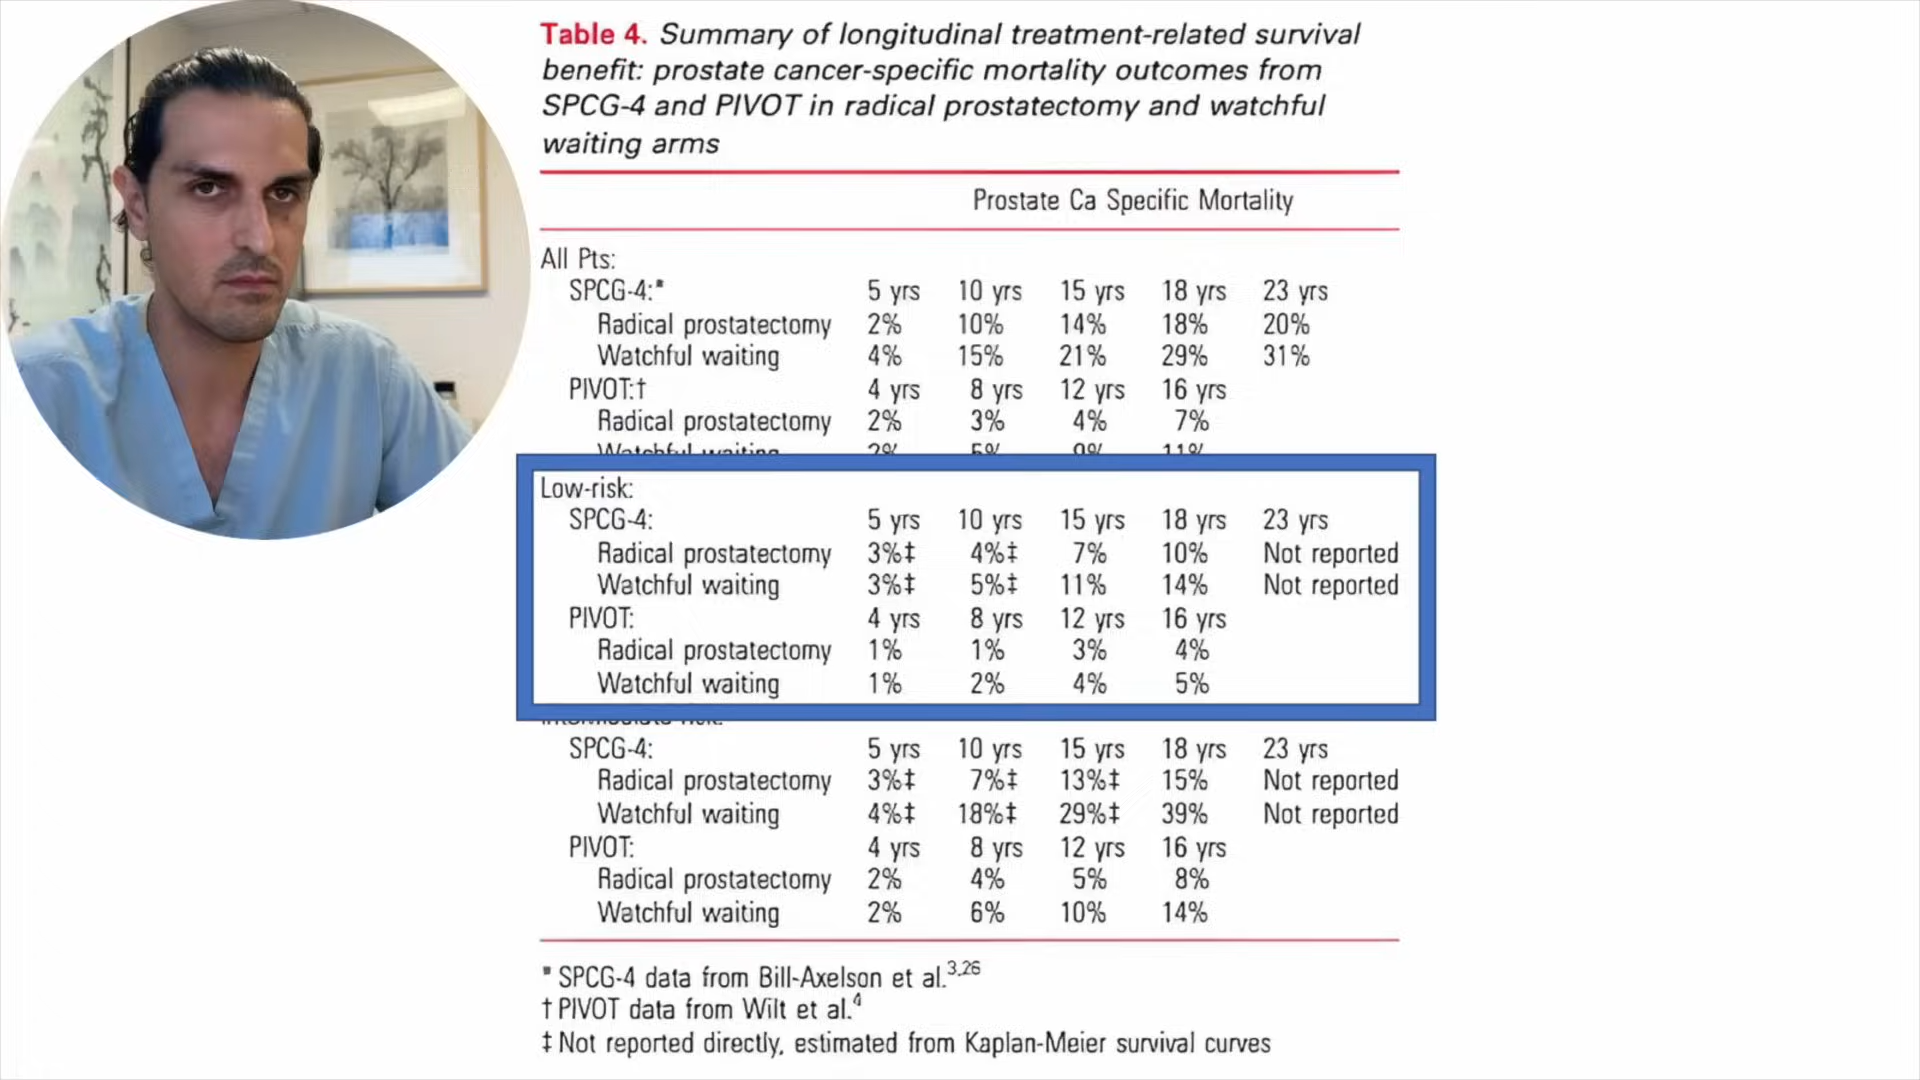 Table 4. Summary of longitudinal treatment-related survival
benefit: prostate cancer-specific mortality outcomes from
SPCG-4 and PIVOT in radical prostatectomy and watchful
waiting arms
Prostate Ca Specific Mortality
All Pts:
SPCG-4:* 5 yrs 10 yrs 15 yrs 18 yrs 23 yrs
Radical prostatectomy 2% 10% 14% 18% 20%
Watchful waiting 4% 15% 21% 29% 31%
PIVOT:† 4 yrs 8 yrs 12 yrs 16 yrs
Radical prostatectomy 2% 3% 4% 7%
Watchful waiting 2% 5% 9% 11%
Low-risk:
SPCG-4: 5 yrs 10 yrs 15 yrs 18 yrs 23 yrs
Radical prostatectomy 3%‡ 4%‡ 7% 10% Not reported
Watchful waiting 3%‡ 5%‡ 11% 14% Not reported
PIVOT: 4 yrs 8 yrs 12 yrs 16 yrs
Radical prostatectomy 1% 1% 3% 4%
Watchful waiting 1% 2% 4% 5%
SPCG-4: 5 yrs 10 yrs 15 yrs 18 yrs 23 yrs
Radical prostatectomy 3%‡ 7%‡ 13%‡ 15% Not reported
Watchful waiting 4%‡ 18%‡ 29%‡ 39% Not reported
PIVOT: 4 yrs 8 yrs 12 yrs 16 yrs
Radical prostatectomy 2% 4% 5% 8%
Watchful waiting 2% 6% 10% 14%
* SPCG-4 data from Bill-Axelson et al.3,26
† PIVOT data from Wilt et al.4
‡ Not reported directly, estimated from Kaplan-Meier survival curves